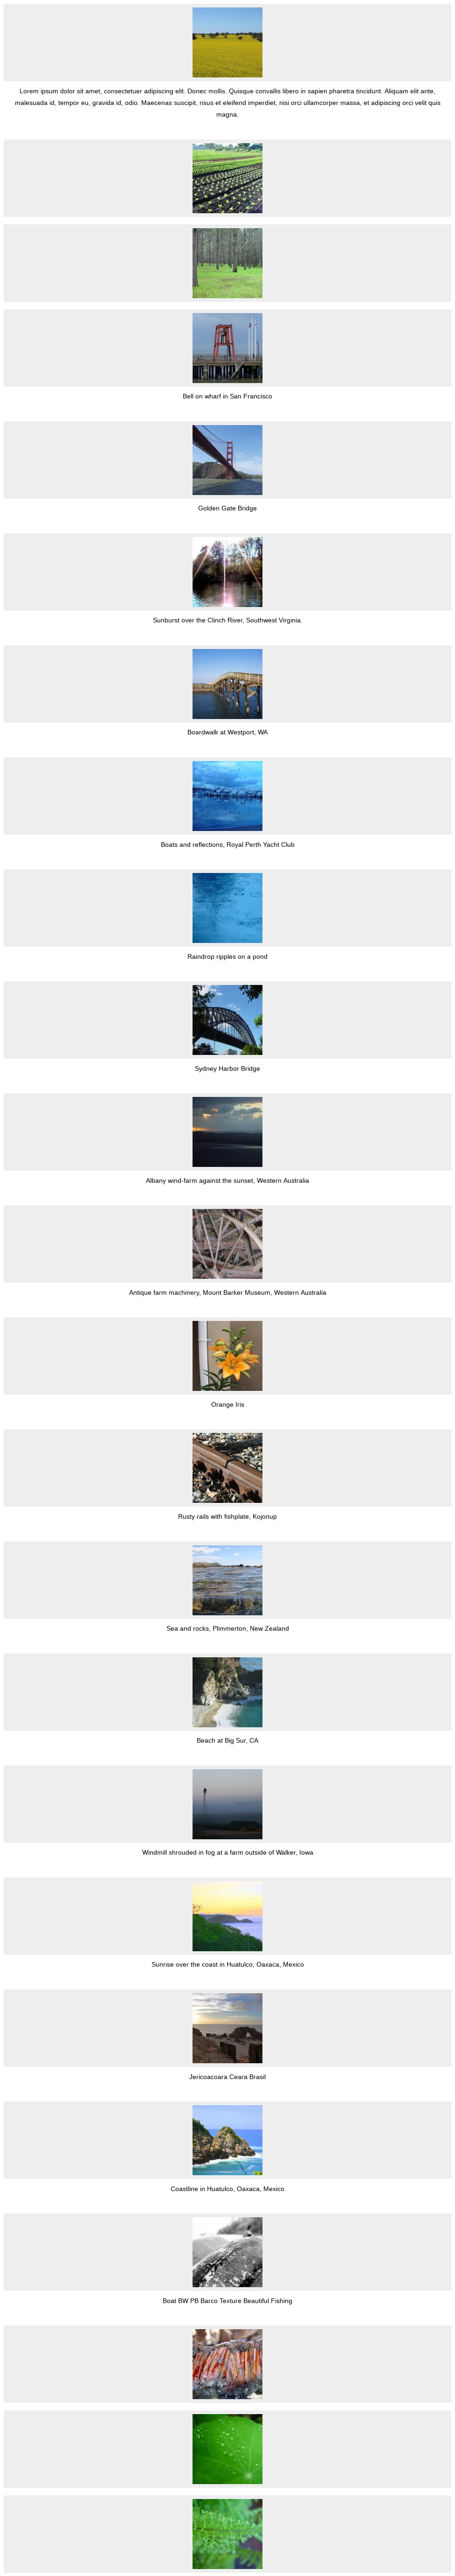 Lorem ipsum dolor sit amet, consectetuer adipiscing elit. Donec mollis. Quisque convallis libero in sapien pharetra tincidunt. Aliquam elit ante,
malesuada id, tempor eu, gravida id, odio. Maecenas suscipit, risus et eleifend imperdiet, nisi orci ullamcorper massa, et adipiscing orci velit quis
magna.
Bell on wharf in San Francisco
Golden Gate Bridge
Sunburst over the Clinch River, Southwest Virginia.
Boardwalk at Westport, WA
Boats and reflections, Royal Perth Yacht Club
Raindrop ripples on a pond
Sydney Harbor Bridge
Albany wind-farm against the sunset, Western Australia
Antique farm machinery, Mount Barker Museum, Western Australia
Orange Iris
Rusty rails with fishplate, Kojonup
Sea and rocks, Plimmerton, New Zealand
Beach at Big Sur, CA
Windmill shrouded in fog at a farm outside of Walker, Iowa
Sunrise over the coast in Huatulco, Oaxaca, Mexico
Jericoacoara Ceara Brasil
Coastline in Huatulco, Oaxaca, Mexico
Boat BW PB Barco Texture Beautiful Fishing